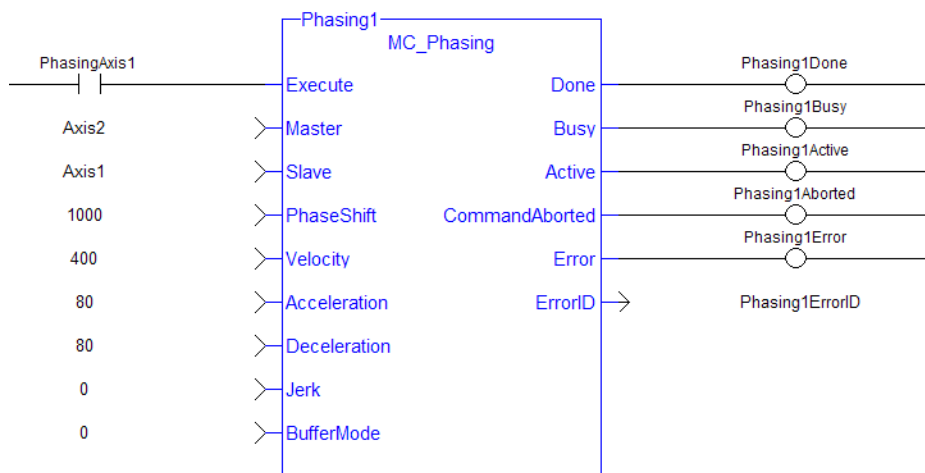 Phasing1
MC_Phasing
PhasingAxis1 Execute Done Phasing1Done
Axis2 Master Busy Phasing1Busy
Axis1 Slave Active Phasing1Active
1000 PhaseShift CommandAborted Phasing1Aborted
400 Velocity Error Phasing1Error
80 Acceleration ErrorID Phasing1ErrorID
80 Deceleration
0 Jerk
0 BufferMode